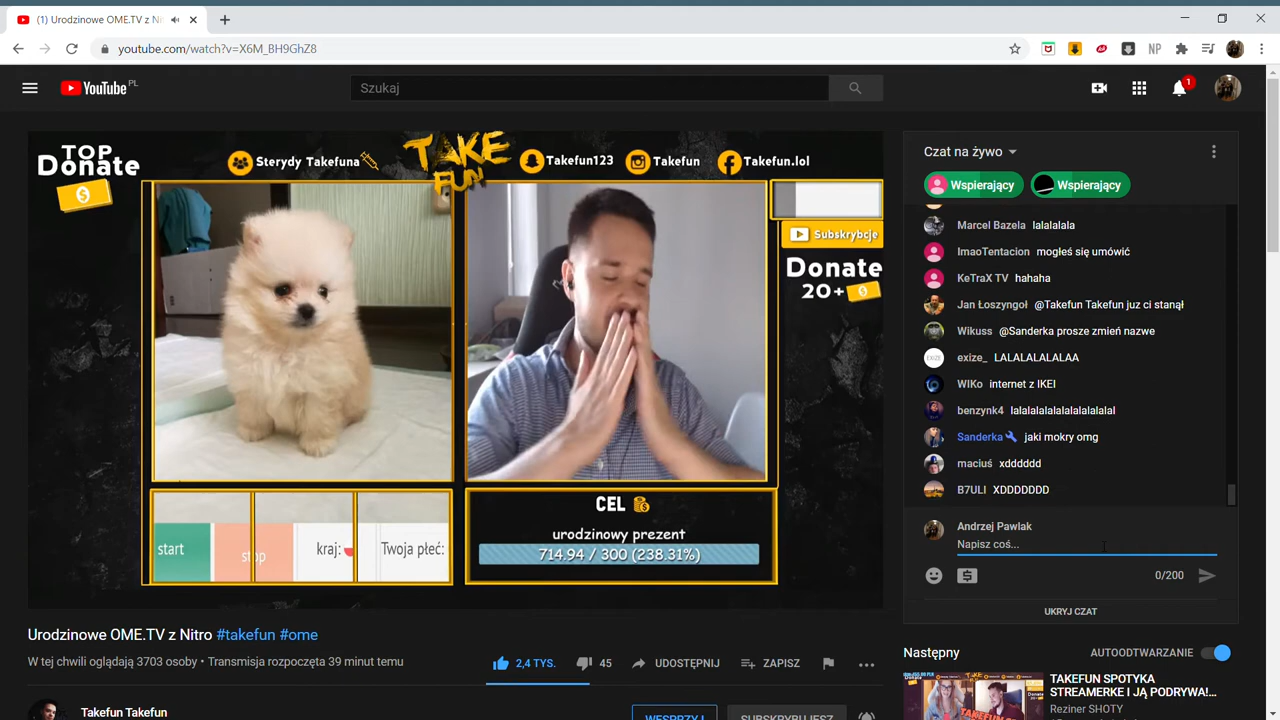 (1) Urodzinowe OME.TV z Ni
youtube.com/watch?v=X6M_BH9GhZ8
NP
YouTube PL
Szukaj
1
TOP
Donate
Sterydy Takefuna
TAKE
FUN
Takefun123
Takefun
Takefun.lol
Subskrybcje
Donate
20+
start
stop
kraj:
Twoja płeć:
CEL
urodzinowy prezent
714.94 / 300 (238.31%)
Urodzinowe OME.TV z Nitro #takefun #ome
W tej chwili oglądają 3703 osoby • Transmisja rozpoczęta 39 minut temu
2,4 TYS.
45
UDOSTĘPNIJ
ZAPISZ
Takefun Takefun
WESPRZYJ
SUBSKRYBUJESZ
Czat na żywo
Wspierający
Wspierający
Marcel Bazela lalalalala
ImaoTentacion mogłeś się umówić
KeTraX TV hahaha
Jan Łoszyngoł @Takefun Takefun juz ci stanął
Wikuss @Sanderka prosze zmień nazwe
exize_ LALALALALALAA
WIKo internet z IKEI
benzynk4 lalalalalalalalalalalal
Sanderka jaki mokry omg
maciuś xdddddd
B7ULI XDDDDDDD
Andrzej Pawlak
Napisz coś...
0/200
UKRYJ CZAT
Następny
AUTOODTWARZANIE
TAKEFUN SPOTYKA
STREAMERKE I JĄ PODRYWA!...
Reziner SHOTY